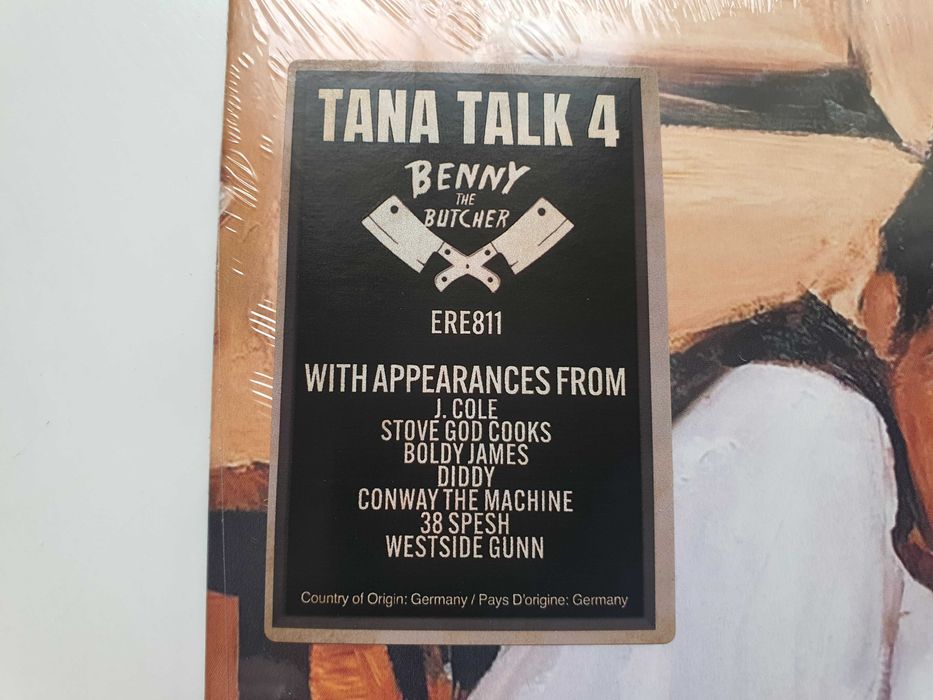 TANA TALK 4
BENNY
THE
BUTCHER
ERE811
WITH APPEARANCES FROM
J. COLE
STOVE GOD COOKS
BOLDY JAMES
DIDDY
CONWAY THE MACHINE
38 SPESH
WESTSIDE GUNN
Country of Origin: Germany / Pays D'origine: Germany